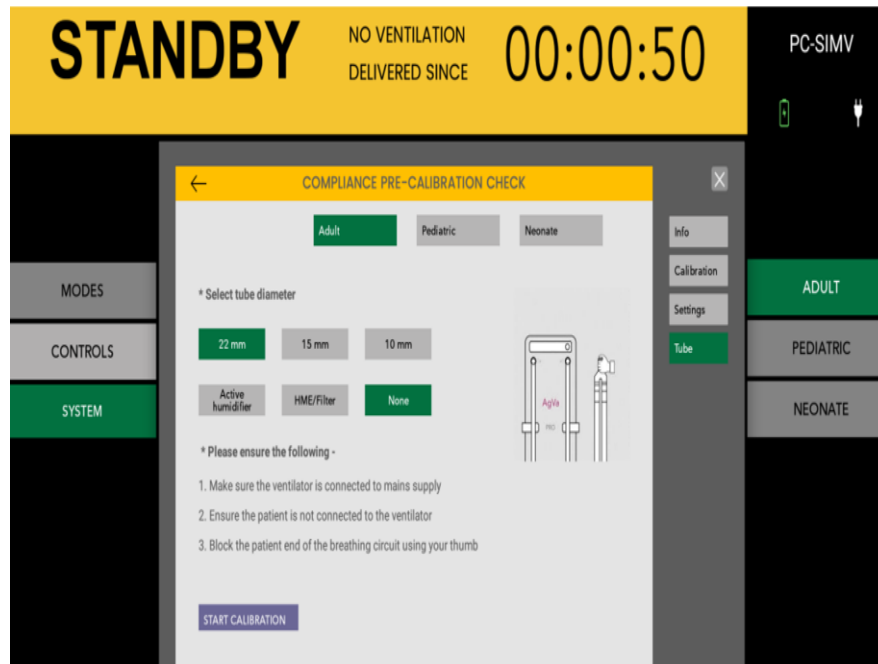 STANDBY
NO VENTILATION
DELIVERED SINCE
00:00:50
PC-SIMV
COMPLIANCE PRE-CALIBRATION CHECK
X
Adult
Pediatric
Neonate
* Select tube diameter
22 mm
15 mm
10 mm
Active
humidifier
HME/Filter
None
AgVa
PRO
* Please ensure the following -
1. Make sure the ventilator is connected to mains supply
2. Ensure the patient is not connected to the ventilator
3. Block the patient end of the breathing circuit using your thumb
START CALIBRATION
Info
Calibration
Settings
Tube
MODES
CONTROLS
SYSTEM
ADULT
PEDIATRIC
NEONATE